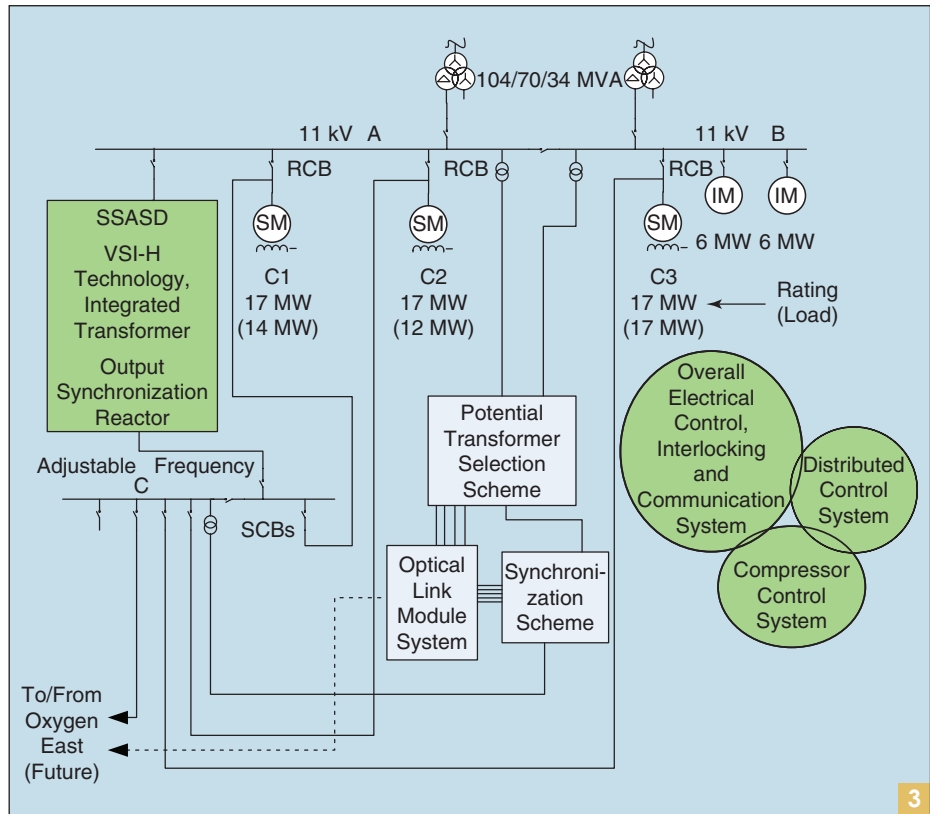 104/70/34 MVA
11 kV A
11 kV B
RCB
RCB
RCB
SSASD
VSI-H
Technology,
Integrated
Transformer
Output
Synchronization
Reactor
SM
C1
17 MW
(14 MW)
SM
C2
17 MW
(12 MW)
SM
C3
17 MW
(17 MW)
IM
6 MW
IM
6 MW
Rating
(Load)
Adjustable Frequency
C
SCBs
Potential
Transformer
Selection
Scheme
Optical
Link
Module
System
Synchroni-
zation
Scheme
Overall
Electrical
Control,
Interlocking
and
Communication
System
Distributed
Control
System
Compressor
Control
System
To/From
Oxygen
East
(Future)
3